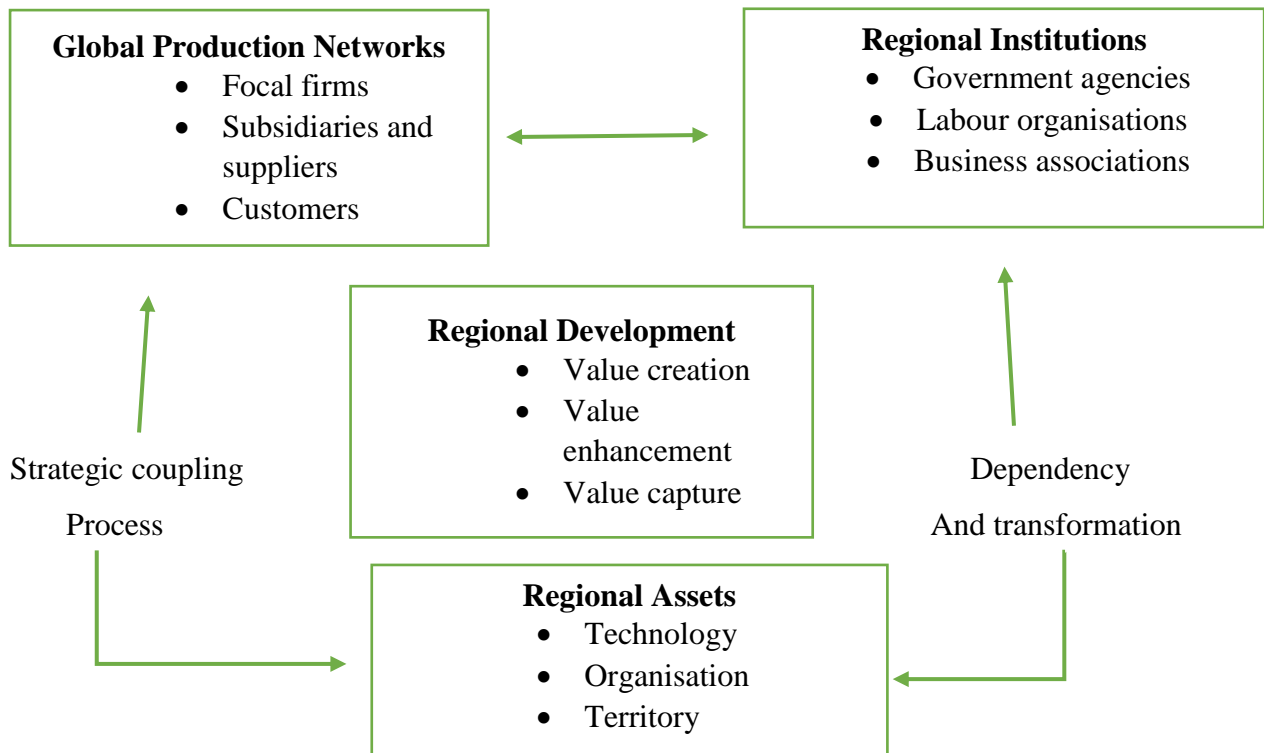 Global Production Networks
• Focal firms
• Subsidiaries and
suppliers
• Customers
Regional Institutions
• Government agencies
• Labour organisations
• Business associations
Regional Development
• Value creation
• Value
enhancement
• Value capture
Strategic coupling
Process
Dependency
And transformation
Regional Assets
• Technology
• Organisation
• Territory